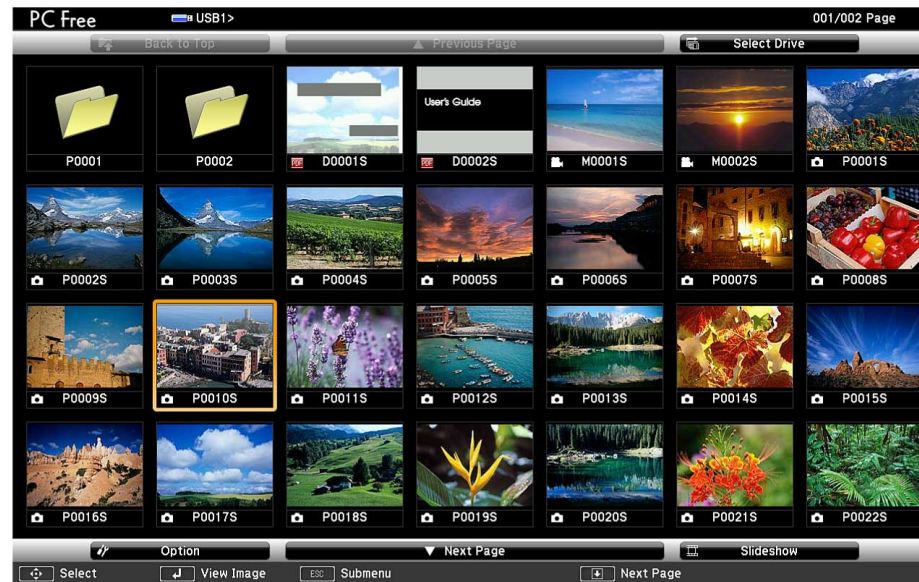 PC Free USB1> 001/002 Page
Back to Top Previous Page Select Drive
User's Guide
P0001 P0002 PDF D0001S PDF D0002S M0001S M0002S P0001S
P0002S P0003S P0004S P0005S P0006S P0007S P0008S
P0009S P0010S P0011S P0012S P0013S P0014S P0015S
P0016S P0017S P0018S P0019S P0020S P0021S P0022S
Option Next Page Slideshow
Select View Image ESC Submenu Next Page